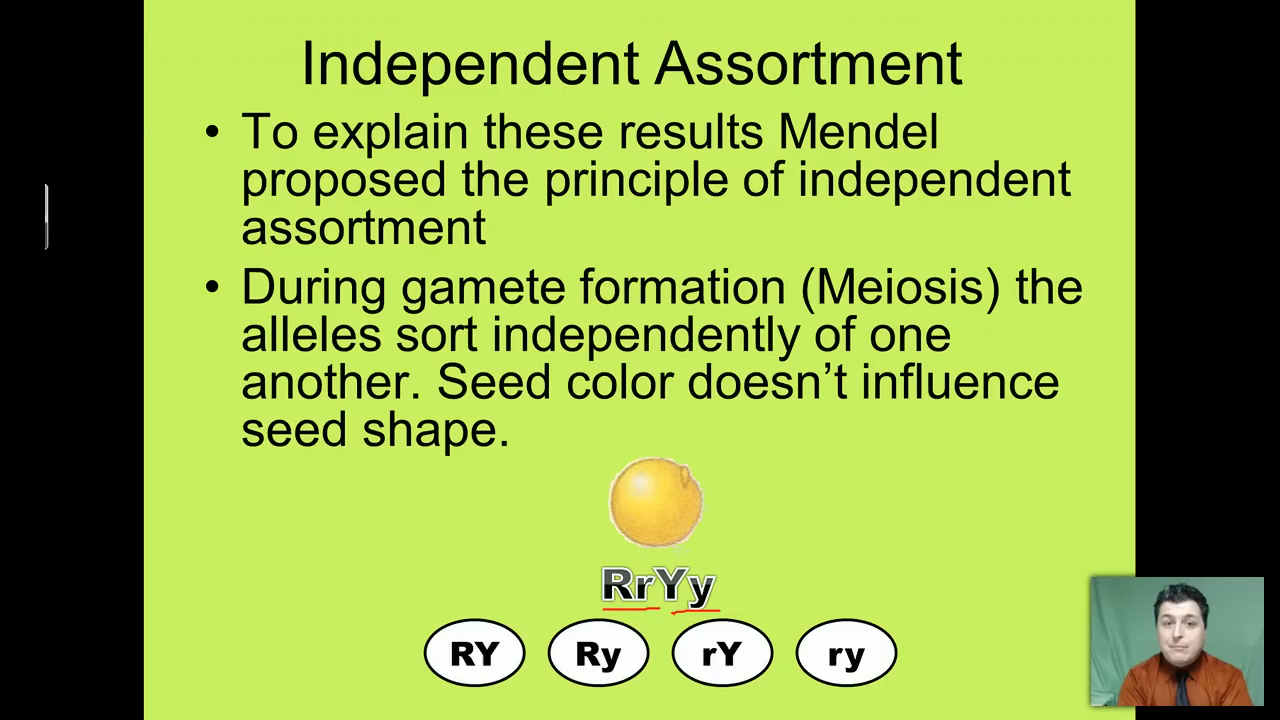 Independent Assortment
• To explain these results Mendel
proposed the principle of independent
assortment
• During gamete formation (Meiosis) the
alleles sort independently of one
another. Seed color doesn’t influence
seed shape.
RrYy
RY Ry rY ry